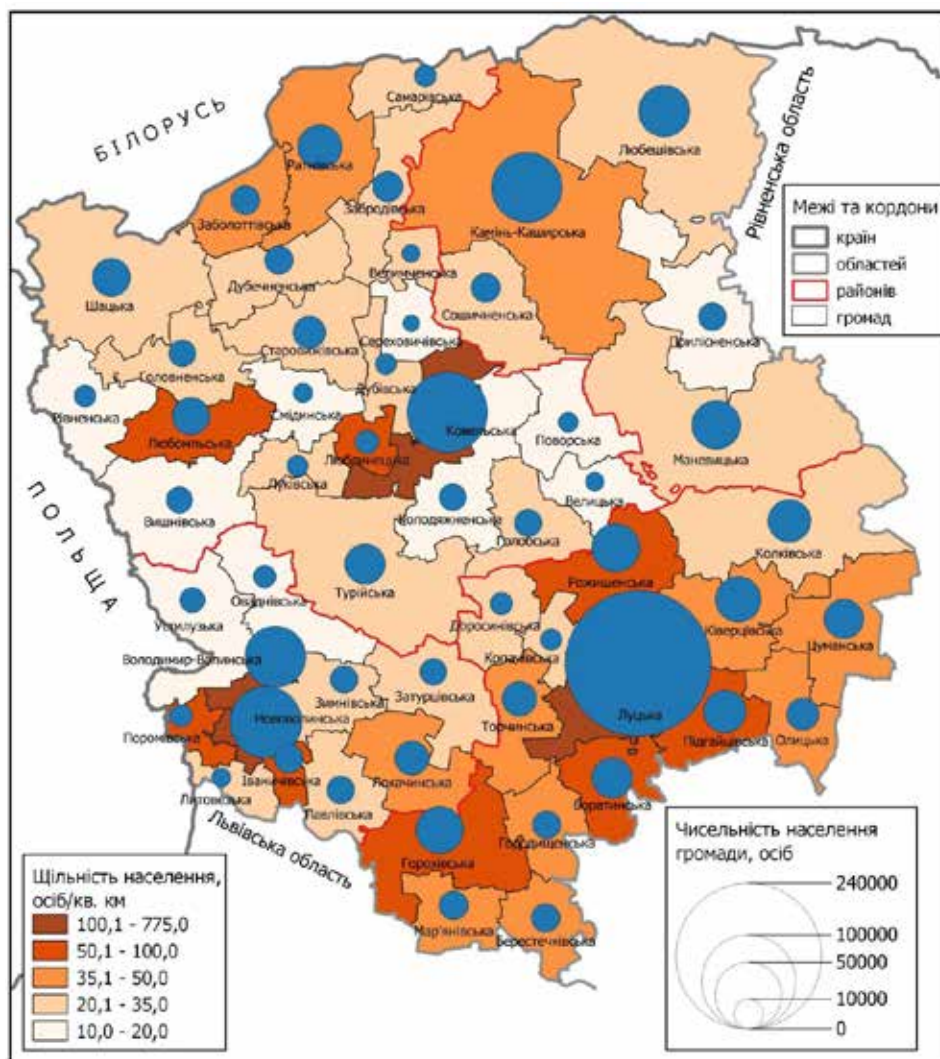 БІЛОРУСЬ
Самарівська
Любешівська
Рівненська область
Ратнівська
Заболоттівська
Забродівська
Камінь-Каширська
Межі та кордони
країн
областей
районів
громад
Шацька
Дубечненська
Велимченська
Сошичненська
Прилісненська
Головненська
Старовижівська
Сереховичівська
Дубівська
Рівненська
Любомльська
Смідинська
Люблинецька
Ковельська
Поворська
Маневицька
ПОЛЬЩА
Вишнівська
Луківська
Колодяжненська
Велицька
Голобська
Колківська
Устилузька
Оваднівська
Турійська
Рожищенська
Доросинівська
Копачівська
Ківерцівська
Цуманська
Володимир-Волинська
Зимнівська
Затурцівська
Торчинська
Луцька
Підгайцівська
Олицька
Поромівська
Нововолинська
Іваничівська
Литовезька
Павлівська
Локачинська
Боратинська
Львівська область
Горохівська
Городищенська
Мар'янівська
Берестечківська
Щільність населення,
осіб/кв. км
100,1 - 775,0
50,1 - 100,0
35,1 - 50,0
20,1 - 35,0
10,0 - 20,0
Чисельність населення
громади, осіб
240000
100000
50000
10000
0